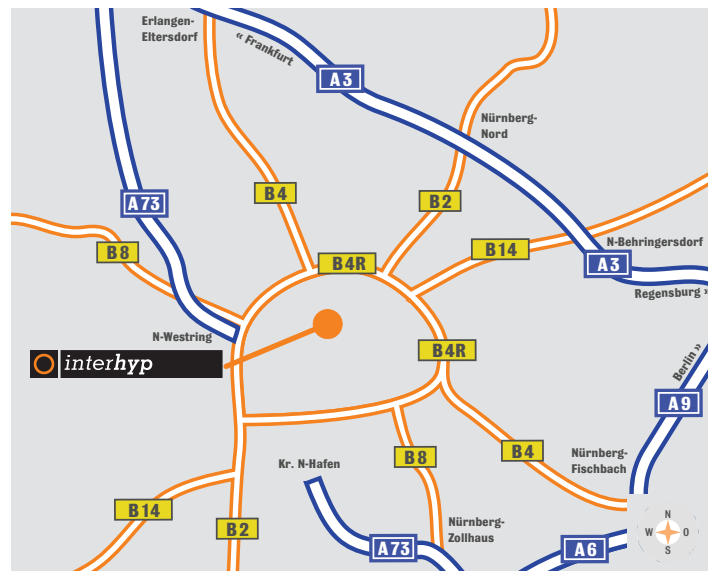 Erlangen-
Eltersdorf
« Frankfurt
A3
Nürnberg-
Nord
B4
B2
A73
B14
N-Behringersdorf
B8
B4R
A3
Regensburg »
N-Westring
B4R
interhyp
Berlin »
A9
Kr. N-Hafen
B8
B4
Nürnberg-
Fischbach
B14
B2
Nürnberg-
Zollhaus
A73
A6
N
W
O
S